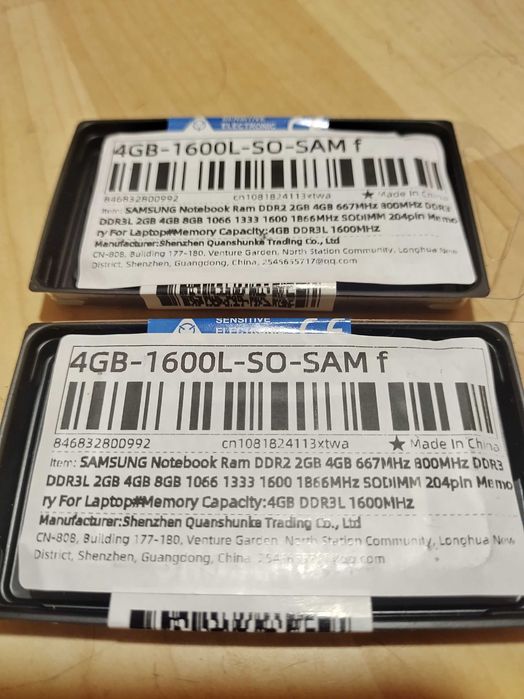 SENSITIVE
ELECTRONIC
4GB-1600L-SO-SAM f
846832800992 cn1081824113xtwa ★ Made In China
Item: SAMSUNG Notebook Ram DDR2 2GB 4GB 667MHz 800MHz DDR3
DDR3L 2GB 4GB 8GB 1066 1333 1600 1866MHz SODIMM 204pin Memo
ry For Laptop#Memory Capacity:4GB DDR3L 1600MHz
Manufacturer:Shenzhen Quanshunke Trading Co., Ltd
CN-808, Building 177-180, Venture Garden, North Station Community, Longhua New
District, Shenzhen, Guangdong, China, 2545655717@qq.com
SENSITIVE
ELECTRONIC
4GB-1600L-SO-SAM f
846832800992 cn1081824113xtwa ★ Made In China
Item: SAMSUNG Notebook Ram DDR2 2GB 4GB 667MHz 800MHz DDR3
DDR3L 2GB 4GB 8GB 1066 1333 1600 1866MHz SODIMM 204pin Memo
ry For Laptop#Memory Capacity:4GB DDR3L 1600MHz
Manufacturer:Shenzhen Quanshunke Trading Co., Ltd
CN-808, Building 177-180, Venture Garden, North Station Community, Longhua New
District, Shenzhen, Guangdong, China